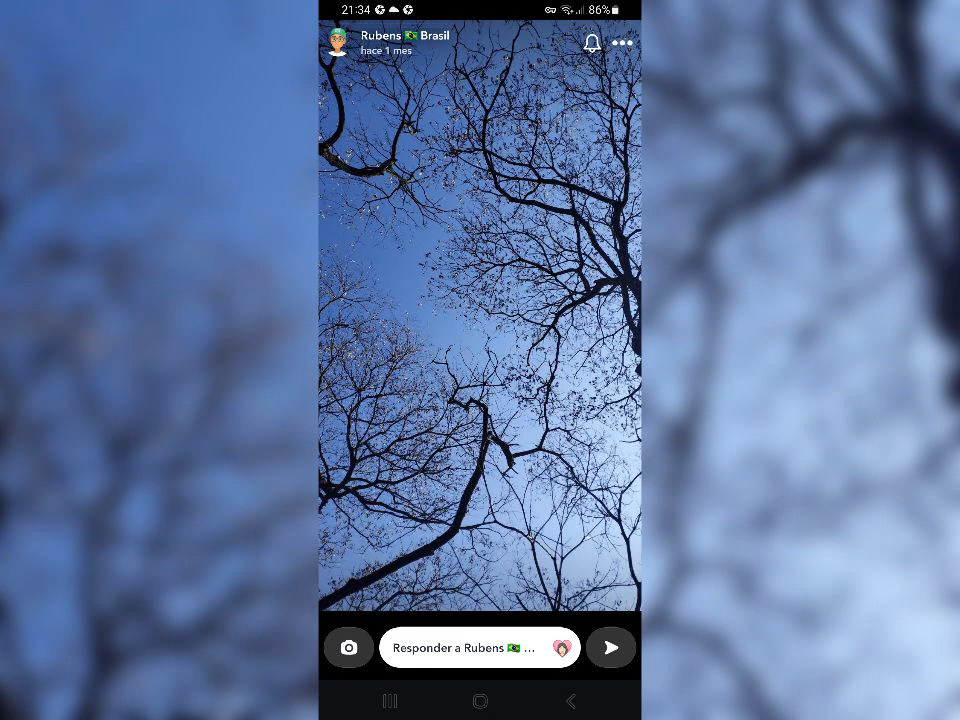 21:34
86%
Rubens 🇧🇷 Brasil
hace 1 mes
Responder a Rubens 🇧🇷 ...